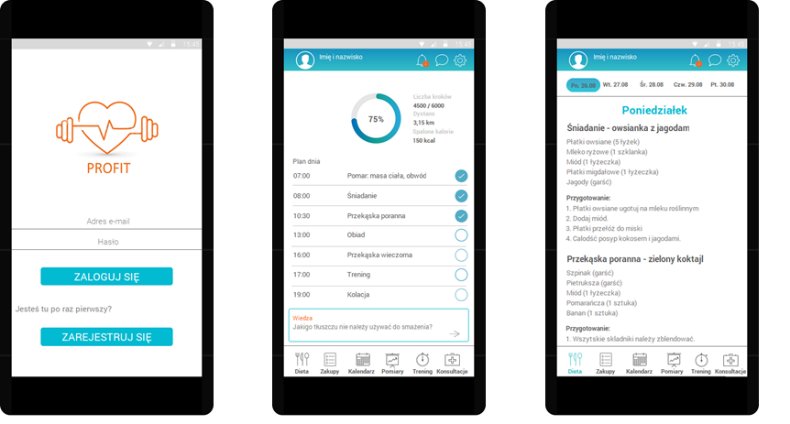 15:45
PROFIT
Adres e-mail
Hasło
ZALOGUJ SIĘ
Jesteś tu po raz pierwszy?
ZAREJESTRUJ SIĘ
15:45
Imię i nazwisko
75%
Liczba kroków
4500 / 6000
Dystans
3,15 km
Spalone kalorie
150 kcal
Plan dnia
07:00 Pomiar: masa ciała, obwód
08:00 Śniadanie
10:30 Przekąska poranna
13:00 Obiad
16:00 Przekąska wieczorna
17:00 Trening
19:00 Kolacja
Wiedza
Jakiego tłuszczu nie należy używać do smażenia?
Dieta Zakupy Kalendarz Pomiary Trening Konsultacje
15:45
Imię i nazwisko
Po. 26.08 Wt. 27.08 Śr. 28.08 Czw. 29.08 Pt. 30.08
Poniedziałek
Śniadanie - owsianka z jagodam
Płatki owsiane (5 łyżek)
Mleko ryżowe (1 szklanka)
Miód (1 łyżeczka)
Płatki migdałowe (1 łyżeczka)
Jagody (garść)
Przygotowanie:
1. Płatki owsiane ugotuj na mleku roślinnym
2. Dodaj miód.
3. Płatki przełóż do miski
4. Całość posyp kokosem i jagodami.
Przekąska poranna - zielony koktajl
Szpinak (garść)
Pietruszka (garść)
Miód (1 łyżeczka)
Pomarańcza (1 sztuka)
Banan (1 sztuka)
Przygotowanie:
1. Wszystkie składniki należy zblendować.
Dieta Zakupy Kalendarz Pomiary Trening Konsultacje